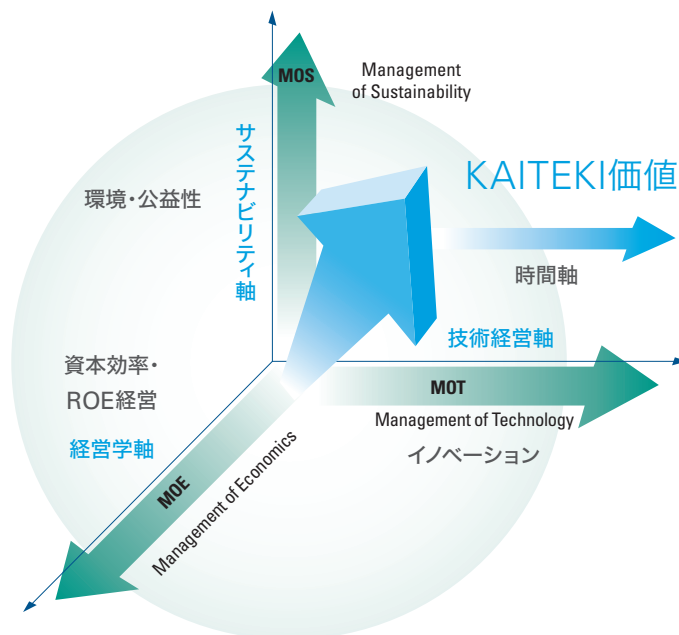 MOS
Management
of Sustainability
サステナビリティ軸
環境・公益性
KAITEKI価値
時間軸
技術経営軸
資本効率・
ROE経営
経営学軸
MOT
Management of Technology
イノベーション
MOE
Management of Economics